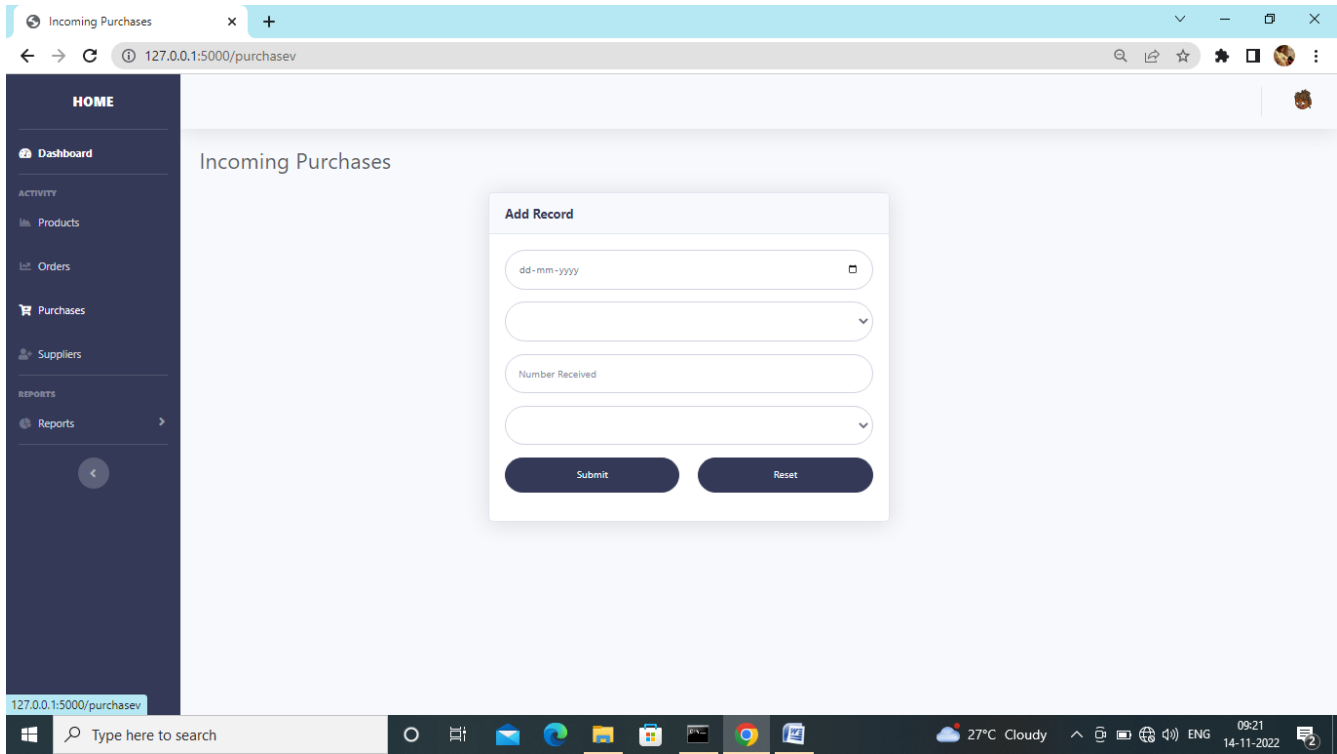 Incoming Purchases
127.0.0.1:5000/purchasev
HOME
Dashboard
ACTIVITY
Products
Orders
Purchases
Suppliers
REPORTS
Reports
Incoming Purchases
Add Record
dd-mm-yyyy
Number Received
Submit
Reset
127.0.0.1:5000/purchasev
Type here to search
27°C Cloudy
ENG
09:21
14-11-2022
2